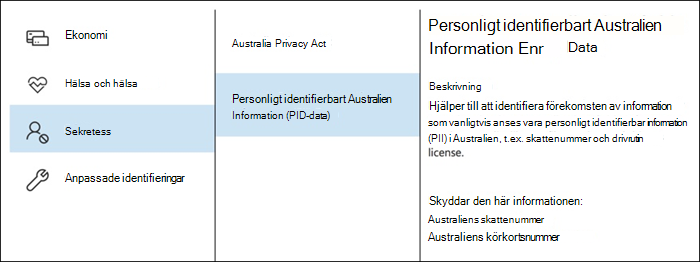 Ekonomi
Hälsa och hälsa
Sekretess
Anpassade identifieringar
Australia Privacy Act
Personligt identifierbart Australien
Information (PID-data)
Personligt identifierbart Australien
Information Enr Data
Beskrivning
Hjälper till att identifiera förekomsten av information
som vanligtvis anses vara personligt identifierbar information
(PII) i Australien, t.ex. skattenummer och drivrutin
license.
Skyddar den här informationen:
Australiens skattenummer
Australiens körkortsnummer